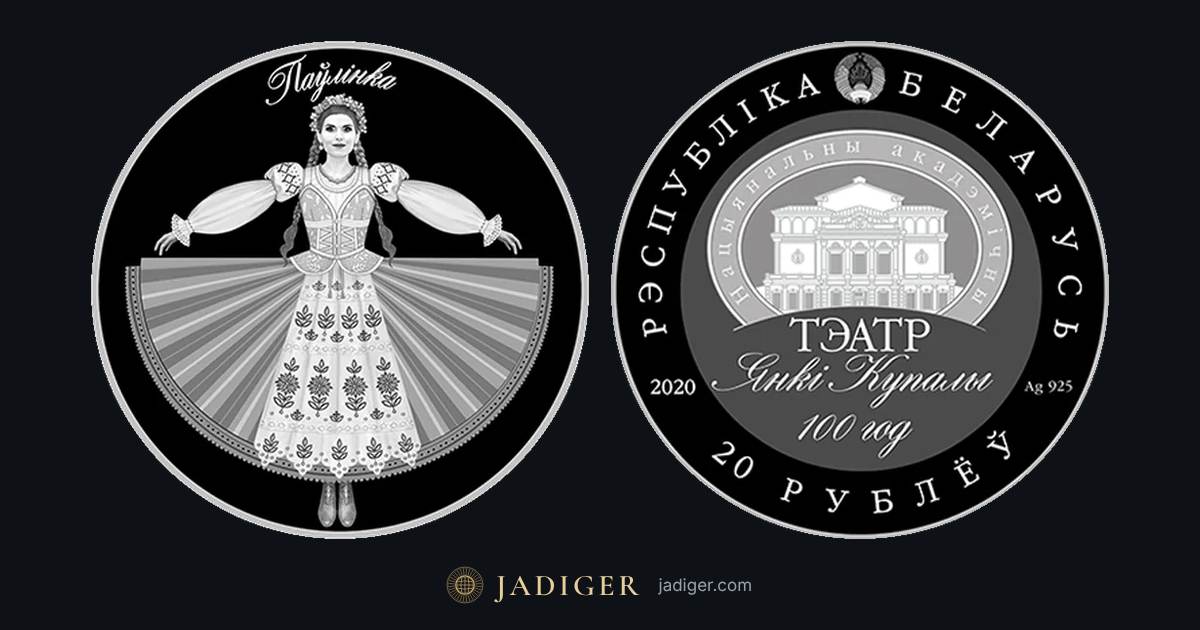 Паўлінка
РЭСПУБЛІКА БЕЛАРУСЬ
Нацыянальны акадэмічны
ТЭАТР
Янкі Купалы
100 год
2020
Ag 925
20 РУБЛЁЎ
JADIGER jadiger.com